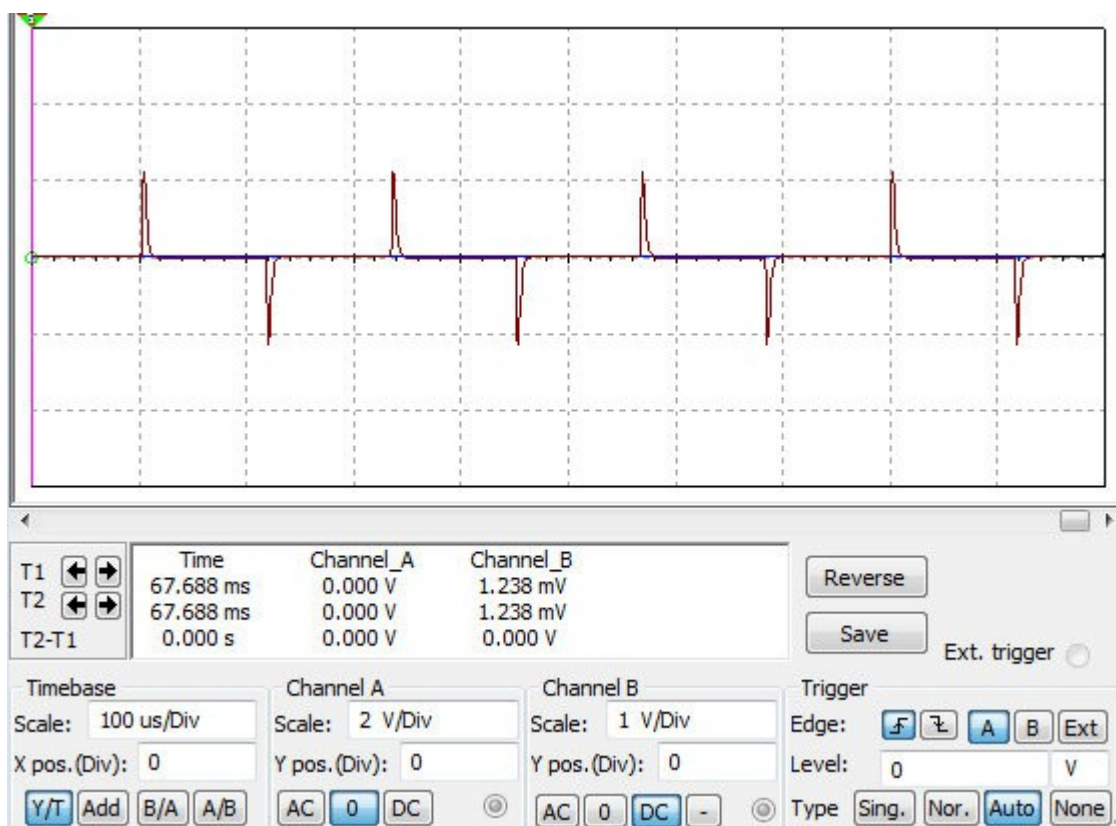 Time Channel_A Channel_B
T1 67.688 ms 0.000 V 1.238 mV
T2 67.688 ms 0.000 V 1.238 mV
T2-T1 0.000 s 0.000 V 0.000 V
Reverse
Save
Ext. trigger
Timebase
Scale: 100 us/Div
X pos.(Div): 0
Y/T Add B/A A/B
Channel A
Scale: 2 V/Div
Y pos.(Div): 0
AC 0 DC
Channel B
Scale: 1 V/Div
Y pos.(Div): 0
AC 0 DC -
Trigger
Edge: A B Ext
Level: 0 V
Type Sing. Nor. Auto None